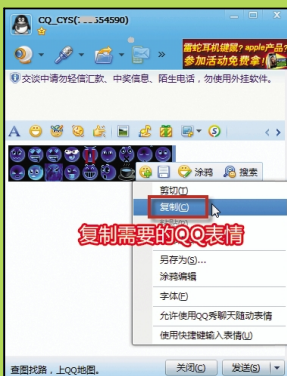 CQ_CYS(554590)
雷蛇耳机键鼠?apple产品?
参加活动免费拿!
交谈中请勿轻信汇款、中奖信息、陌生电话，勿使用外挂软件。
涂鸦 搜索
剪切(T)
复制(C)
复制需要的QQ表情
另存为(S)...
涂鸦编辑
字体(F)
允许使用QQ秀聊天随动表情
使用快捷键输入表情(U)
查图找路，上QQ地图。 关闭(C) 发送(S)